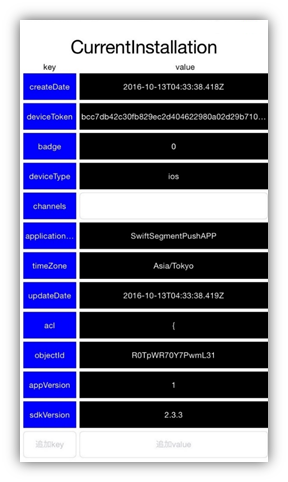 CurrentInstallation
key value
createDate 2016-10-13T04:33:38.418Z
deviceToken bcc7db42c30fb829ec2d404622980a02d29b710...
badge 0
deviceType ios
channels
application... SwiftSegmentPushAPP
timeZone Asia/Tokyo
updateDate 2016-10-13T04:33:38.419Z
acl {
objectId R0TpWR70Y7PwmL31
appVersion 1
sdkVersion 2.3.3
追加key 追加value